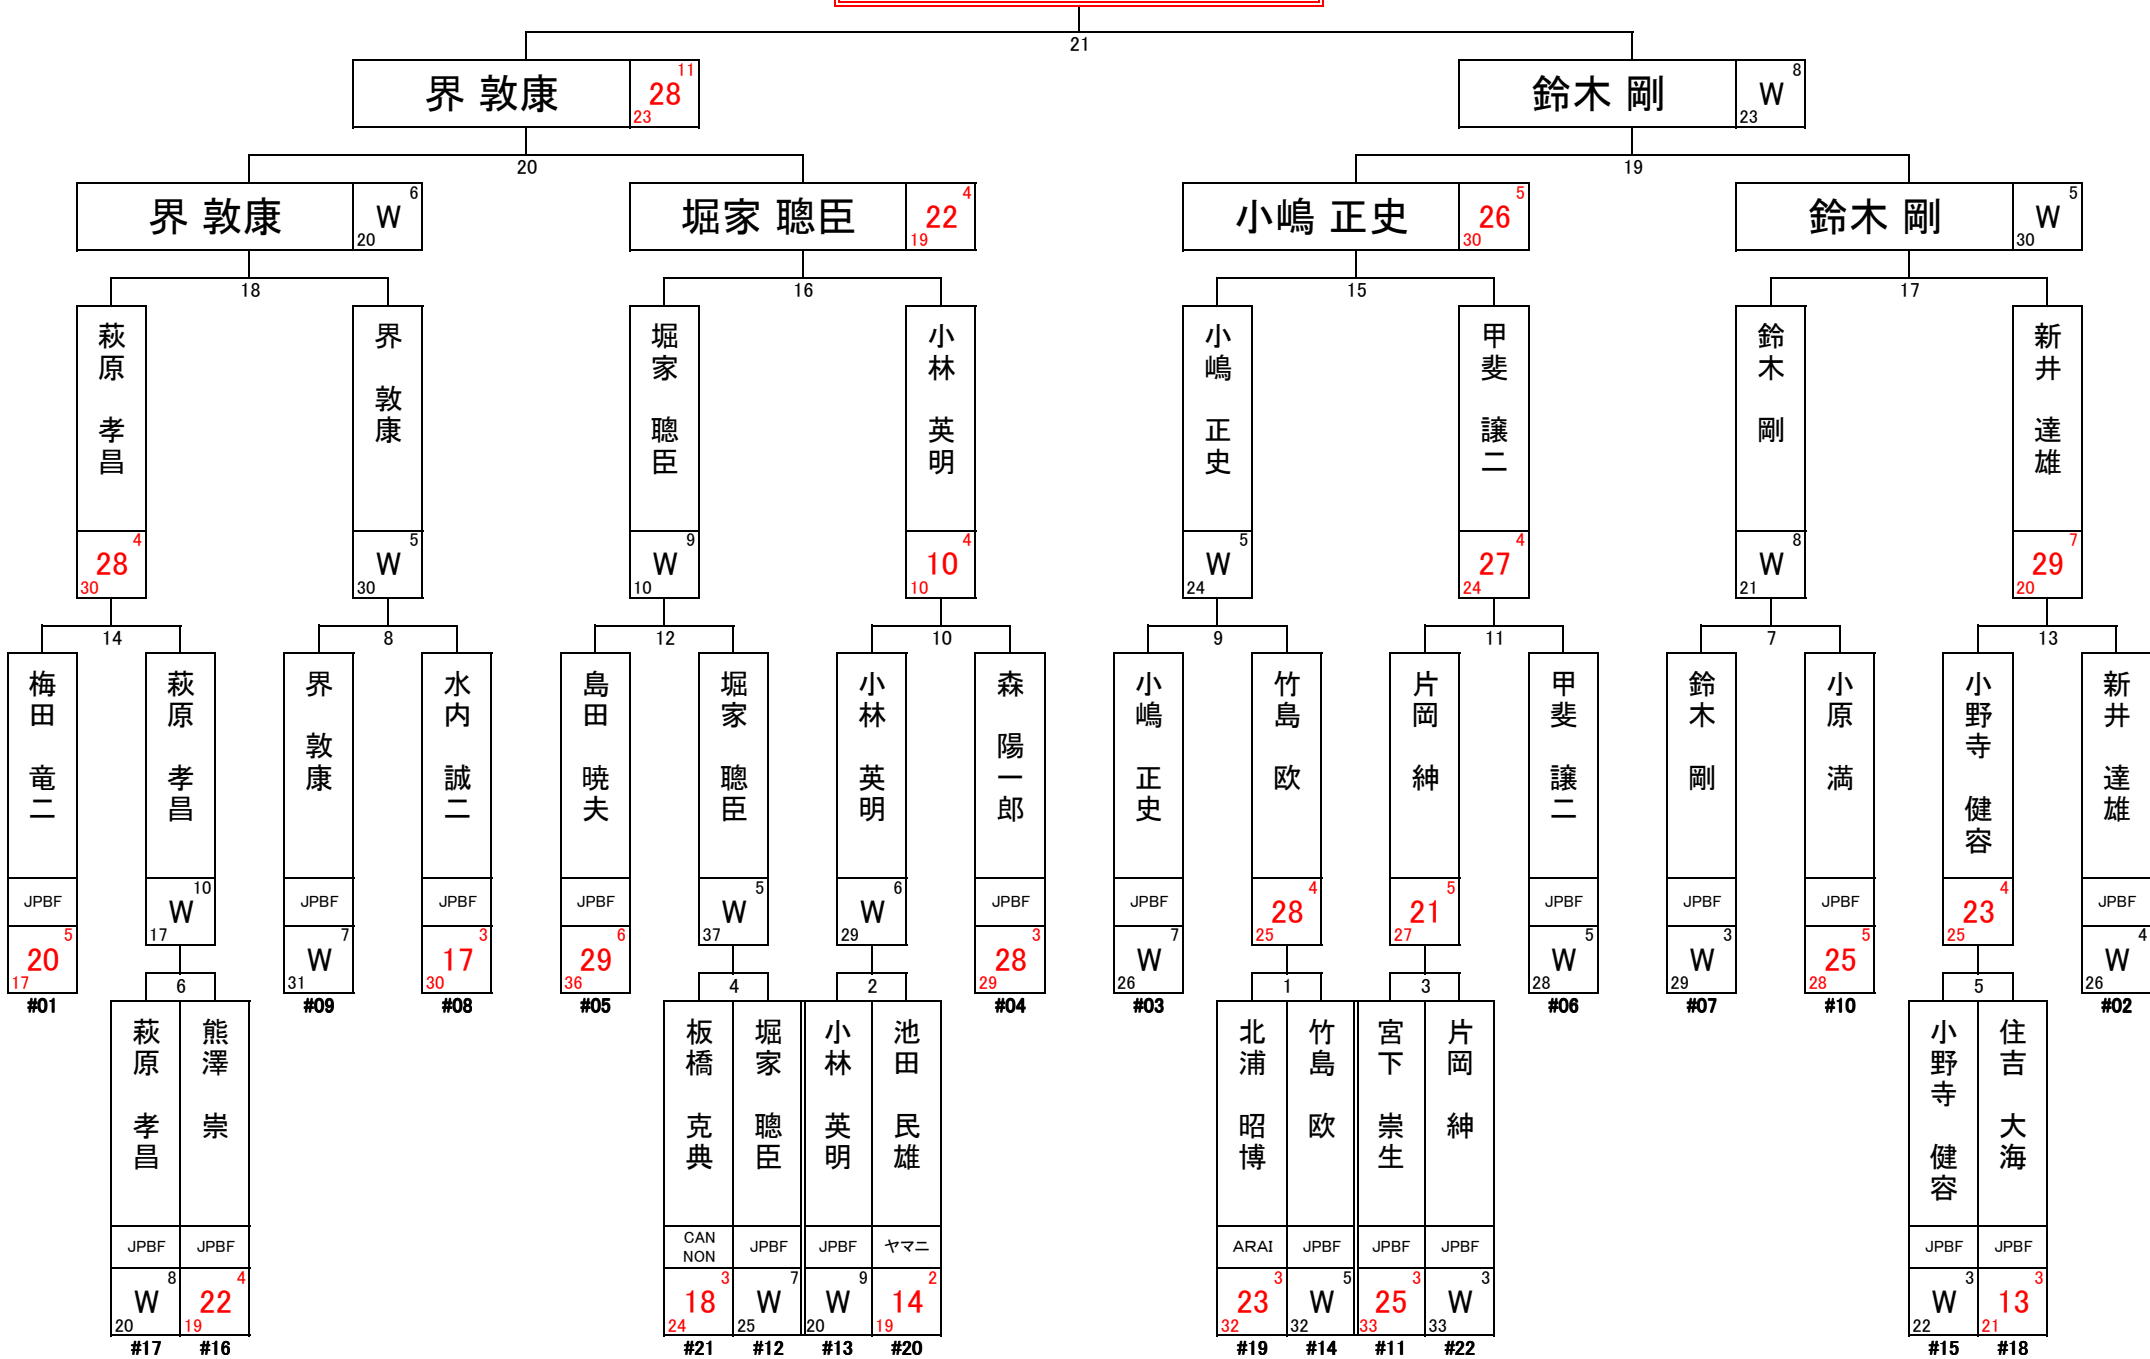 21
界 敦康 28 11 23
鈴木 剛 W 8 23
20
19
界 敦康 W 6 20
堀家 聰臣 22 4 19
小嶋 正史 26 5 30
鈴木 剛 W 5 30
18
16
15
17
萩原 孝昌 28 4 30
界 敦康 W 5 30
堀家 聰臣 W 9 10
小林 英明 10 4 10
小嶋 正史 W 5 24
甲斐 譲二 27 4 24
鈴木 剛 W 8 21
新井 達雄 29 7 20
14
8
12
10
9
11
7
13
梅田 竜二 JPBF 20 5 17 #01
萩原 孝昌 W 10 17
界 敦康 JPBF W 7 31 #09
水内 誠二 JPBF 17 3 30 #08
島田 暁夫 JPBF 29 6 36 #05
堀家 聰臣 W 5 37
小林 英明 W 6 29
森 陽一郎 JPBF 28 3 29 #04
小嶋 正史 JPBF W 7 26 #03
竹島 欧 28 4 25
片岡 紳 21 5 27
甲斐 譲二 JPBF W 5 28 #06
鈴木 剛 JPBF W 3 29 #07
小原 満 JPBF 25 5 28 #10
小野寺 健容 23 4 25
新井 達雄 JPBF W 4 26 #02
6
4
2
1
3
5
萩原 孝昌 JPBF W 8 20 #17
熊澤 崇 JPBF 22 4 19 #16
板橋 克典 CAN NON 18 3 24 #21
堀家 聰臣 JPBF W 7 25 #12
小林 英明 JPBF W 9 20 #13
池田 民雄 ヤマニ 14 2 19 #20
北浦 昭博 ARAI 23 3 32 #19
竹島 欧 JPBF W 5 32 #14
宮下 崇生 JPBF 25 3 33 #11
片岡 紳 JPBF W 3 33 #22
小野寺 健容 JPBF W 3 22 #15
住吉 大海 JPBF 13 3 21 #18